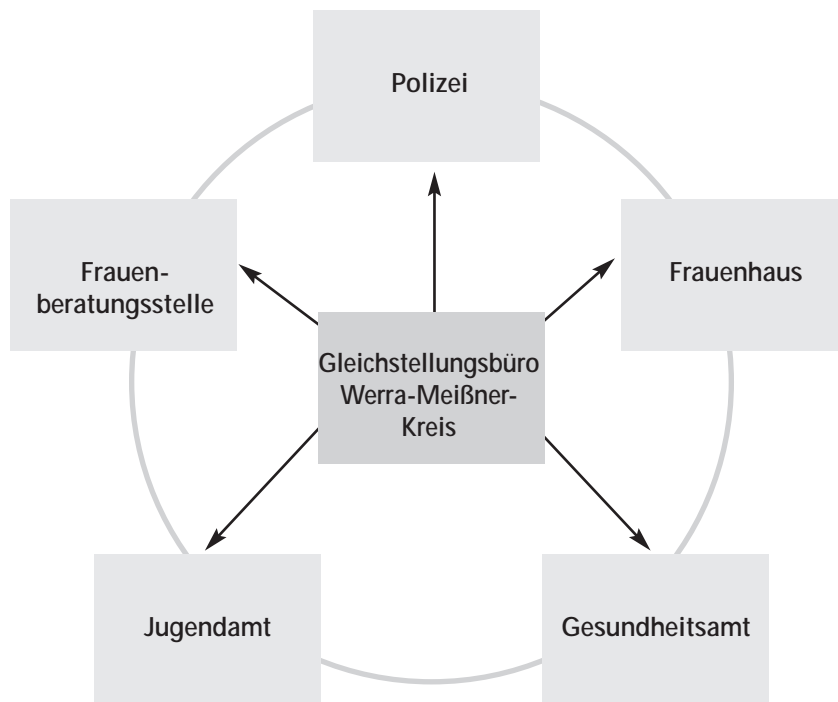 Polizei
Frauen-
beratungsstelle
Frauenhaus
Gleichstellungsbüro
Werra-Meißner-
Kreis
Jugendamt
Gesundheitsamt